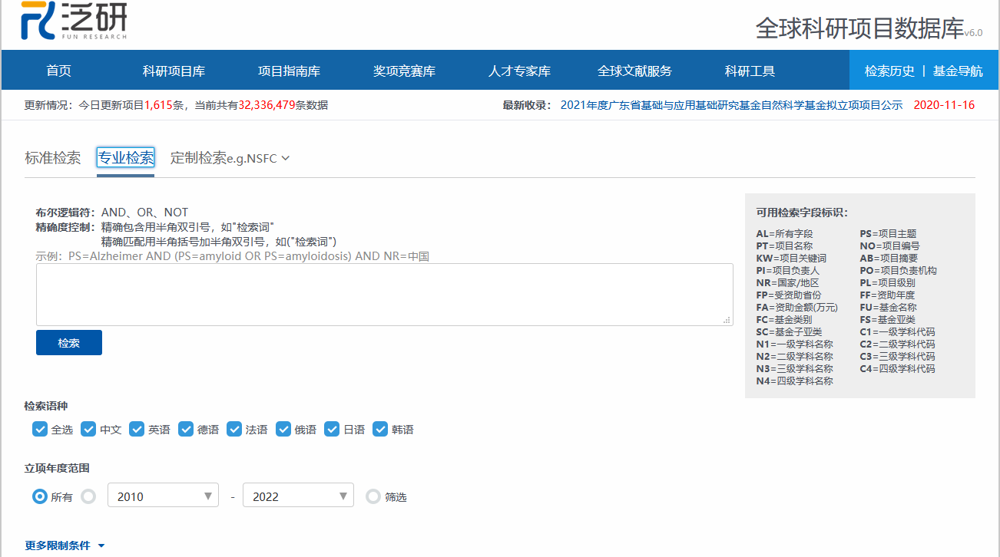 泛研
FUN RESEARCH
全球科研项目数据库v6.0
首页 科研项目库 项目指南库 奖项竞赛库 人才专家库 全球文献服务 科研工具 检索历史 | 基金导航
更新情况：今日更新项目1,615条，当前共有32,336,479条数据 最新收录： 2021年度广东省基础与应用基础研究基金自然科学基金拟立项项目公示 2020-11-16
标准检索 专业检索 定制检索e.g.NSFC
布尔逻辑符：AND、OR、NOT
精确度控制：精确包含用半角双引号，如"检索词"
精确匹配用半角括号加半角双引号，如("检索词")
示例：PS=Alzheimer AND (PS=amyloid OR PS=amyloidosis) AND NR=中国
检索
可用检索字段标识：
AL=所有字段 PS=项目主题
PT=项目名称 NO=项目编号
KW=项目关键词 AB=项目摘要
PI=项目负责人 PO=项目负责机构
NR=国家/地区 PL=项目级别
FP=受资助省份 FF=资助年度
FA=资助金额(万元) FU=基金名称
FC=基金类别 FS=基金亚类
SC=基金子亚类 C1=一级学科代码
N1=一级学科名称 C2=二级学科代码
N2=二级学科名称 C3=三级学科代码
N3=三级学科名称 C4=四级学科代码
N4=四级学科名称
检索语种
全选 中文 英语 德语 法语 俄语 日语 韩语
立项年度范围
所有 2010 - 2022 筛选
更多限制条件